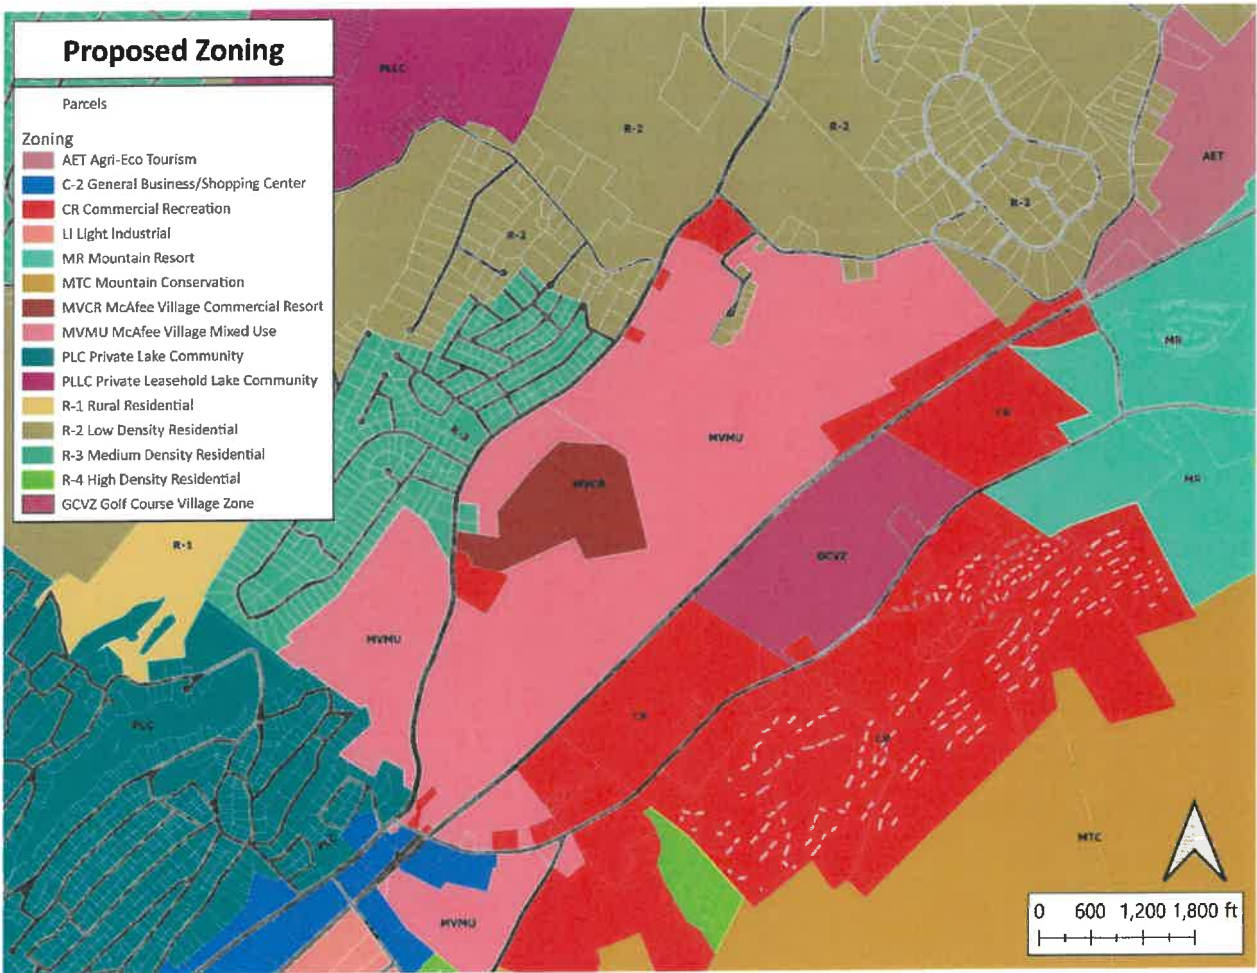 Proposed Zoning
Parcels
Zoning
AET Agri-Eco Tourism
C-2 General Business/Shopping Center
CR Commercial Recreation
LI Light Industrial
MR Mountain Resort
MTC Mountain Conservation
MVCR McAfee Village Commercial Resort
MVMU McAfee Village Mixed Use
PLC Private Lake Community
PLLC Private Leasehold Lake Community
R-1 Rural Residential
R-2 Low Density Residential
R-3 Medium Density Residential
R-4 High Density Residential
GCVZ Golf Course Village Zone
PLLC
R-2
R-2
AET
R-2
R-2
MR
CR
R-3
MVMU
MVCR
MR
R-1
GCVZ
MVMU
CR
PLC
CR
MTC
PLC
MVMU
0 600 1,200 1,800 ft